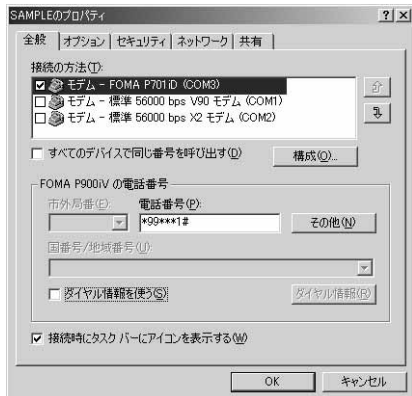 SAMPLEのプロパティ ? ×
全般 オプション セキュリティ ネットワーク 共有
接続の方法(T):
モデム - FOMA P701iD (COM3)
モデム - 標準 56000 bps V90 モデム (COM1)
モデム - 標準 56000 bps X2 モデム (COM2)
すべてのデバイスで同じ番号を呼び出す(D) 構成(O)...
FOMA P900iV の電話番号
市外局番(E): 電話番号(P):
*99***1# その他(N)
国番号/地域番号(U):
ダイヤル情報を使う(S) ダイヤル情報(R)
接続時にタスク バーにアイコンを表示する(W)
OK キャンセル